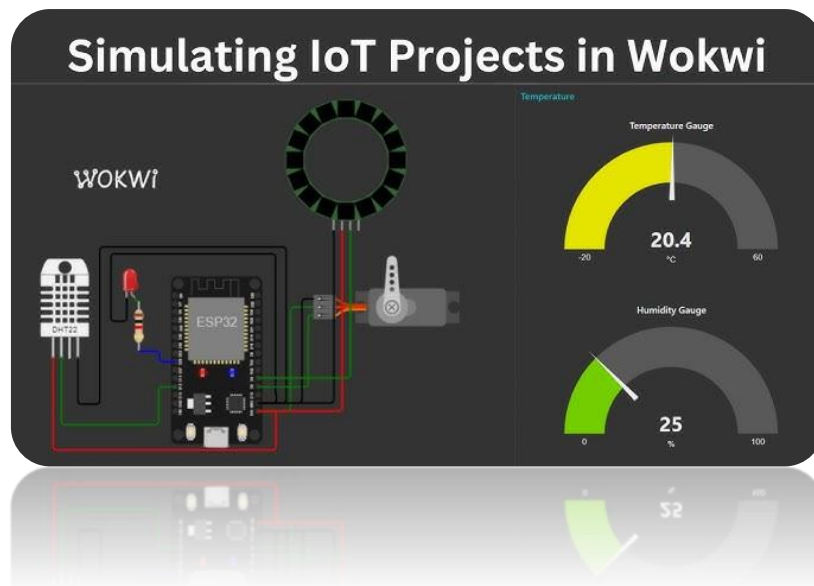 Simulating IoT Projects in Wokwi
WOKWI
DHT22
ESP32
Temperature
Temperature Gauge
20.4
°C
-20
60
Humidity Gauge
25
%
0
100